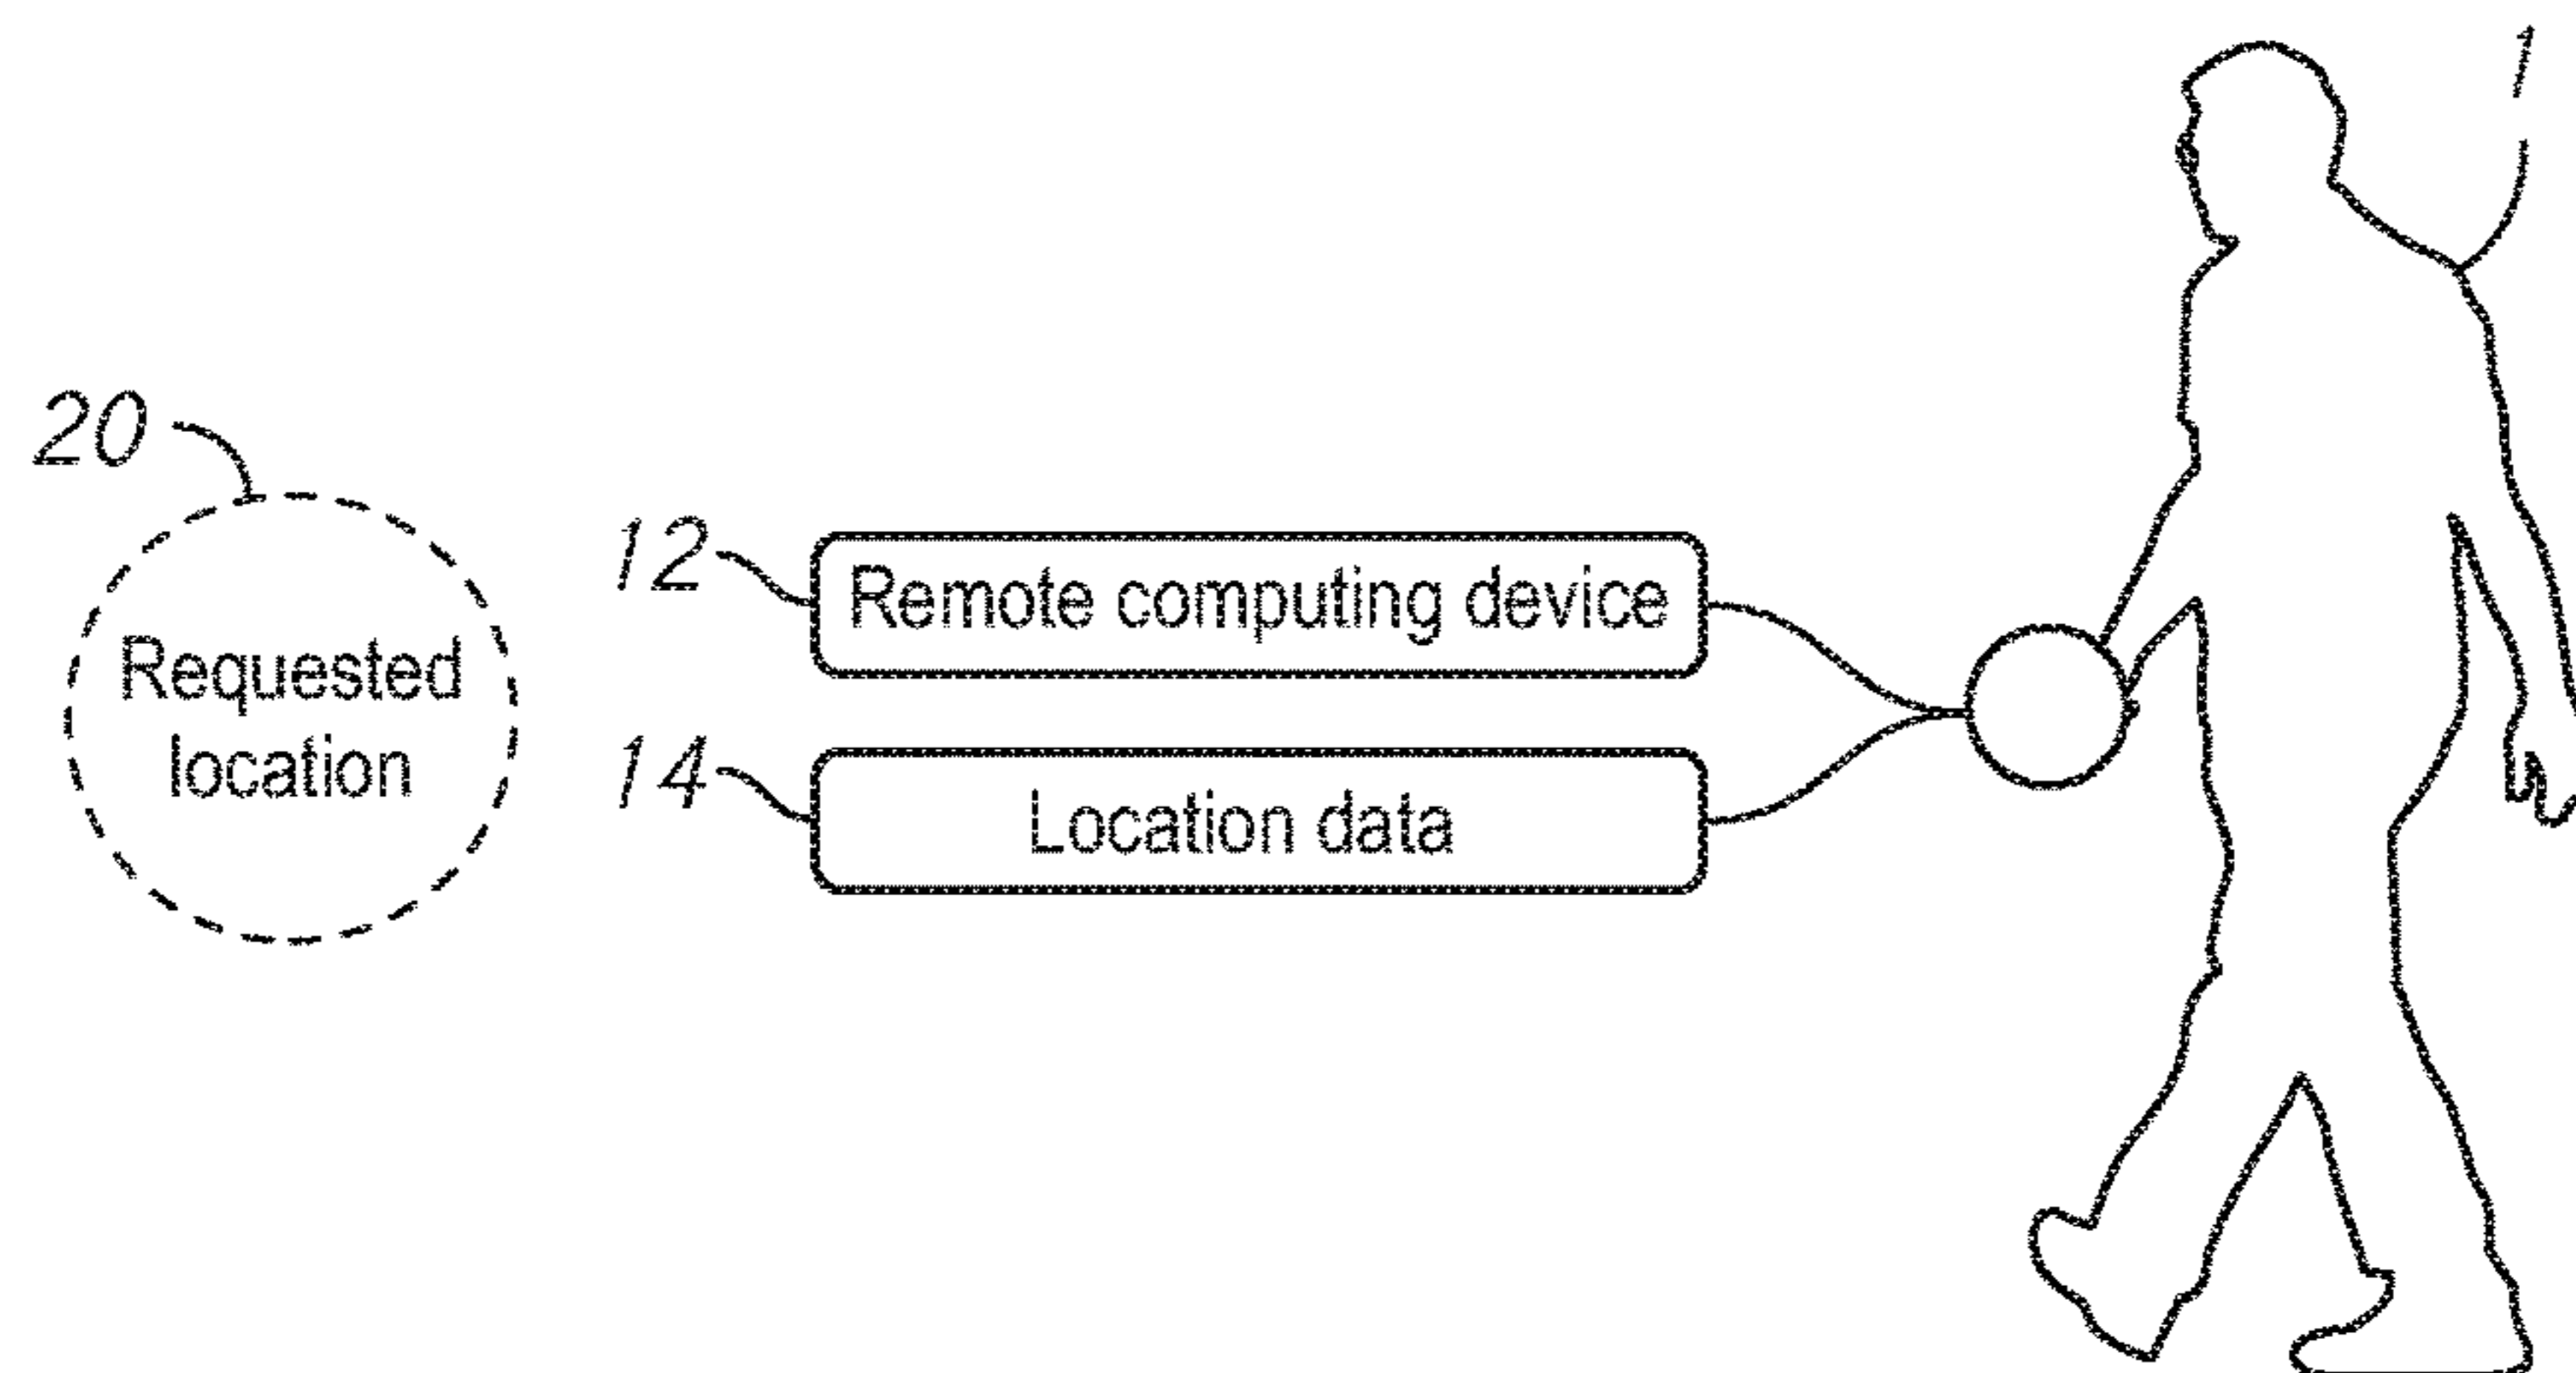 1
20
Requested
location
12 Remote computing device
14 Location data